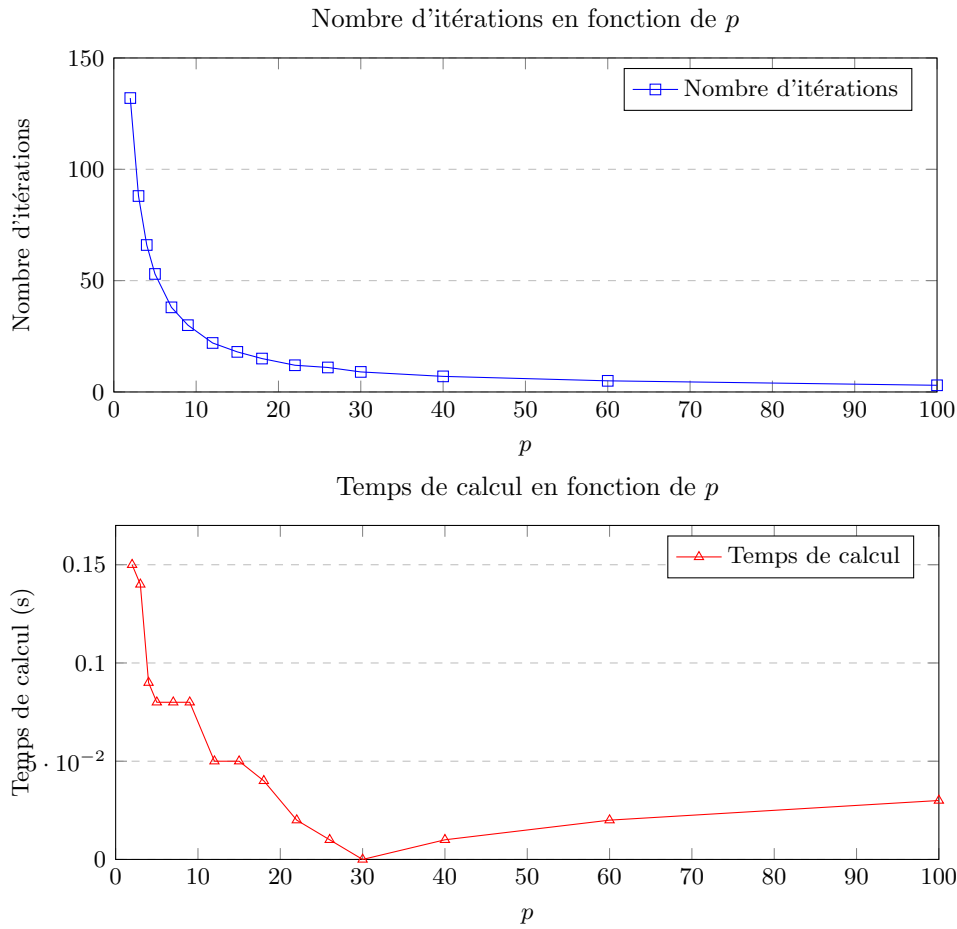 Nombre d'itérations en fonction de p
Nombre d'itérations
150
100
50
0
Nombre d'itérations
0 10 20 30 40 50 60 70 80 90 100
p
Temps de calcul en fonction de p
Temps de calcul (s)
0.15
0.1
5 · 10⁻²
0
Temps de calcul
0 10 20 30 40 50 60 70 80 90 100
p